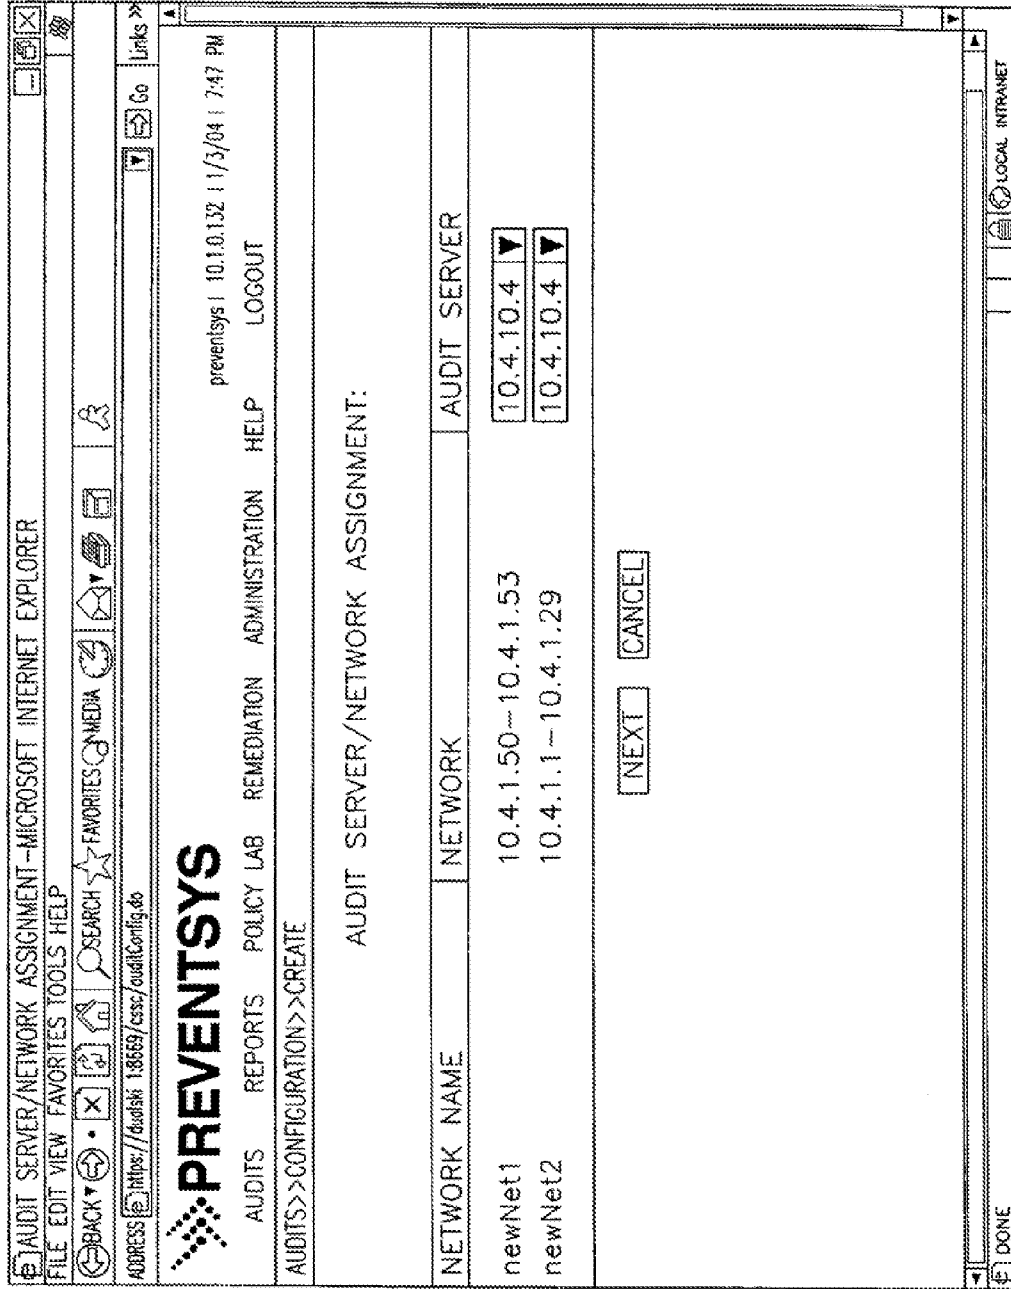 AUDIT SERVER/NETWORK ASSIGNMENT-MICROSOFT INTERNET EXPLORER
FILE EDIT VIEW FAVORITES TOOLS HELP
BACK SEARCH FAVORITES MEDIA
ADDRESS https://dudlski 1:8669/cssc/auditConfig.do Go Links >>
PREVENTSYS
preventsys | 10.1.0.132 | 1/3/04 | 7:47 PM
AUDITS REPORTS POLICY LAB REMEDIATION ADMINISTRATION HELP LOGOUT
AUDITS>>CONFIGURATION>>CREATE
AUDIT SERVER/NETWORK ASSIGNMENT:
NETWORK NAME NETWORK AUDIT SERVER
newNet1 10.4.1.50-10.4.1.53 10.4.10.4
newNet2 10.4.1.1-10.4.1.29 10.4.10.4
NEXT CANCEL
DONE LOCAL INTRANET